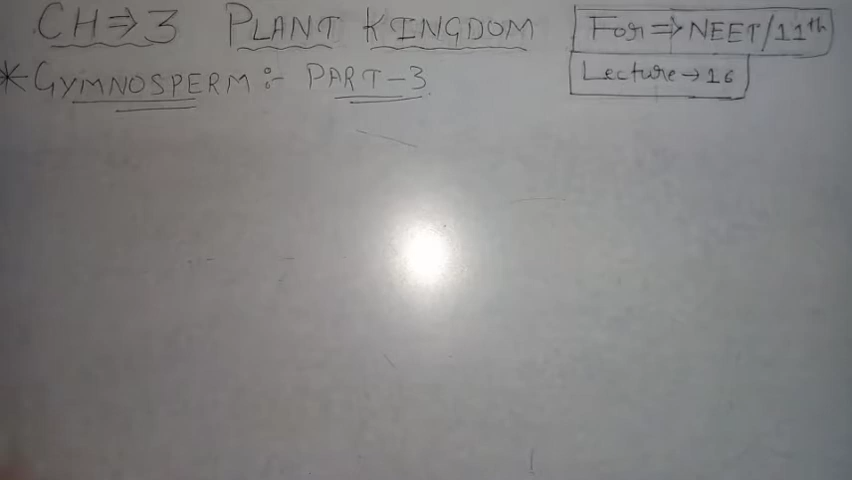 CH⇒3 PLANT KINGDOM
For⇒NEET/11th
Lecture→16
*GYMNOSPERM:- PART-3